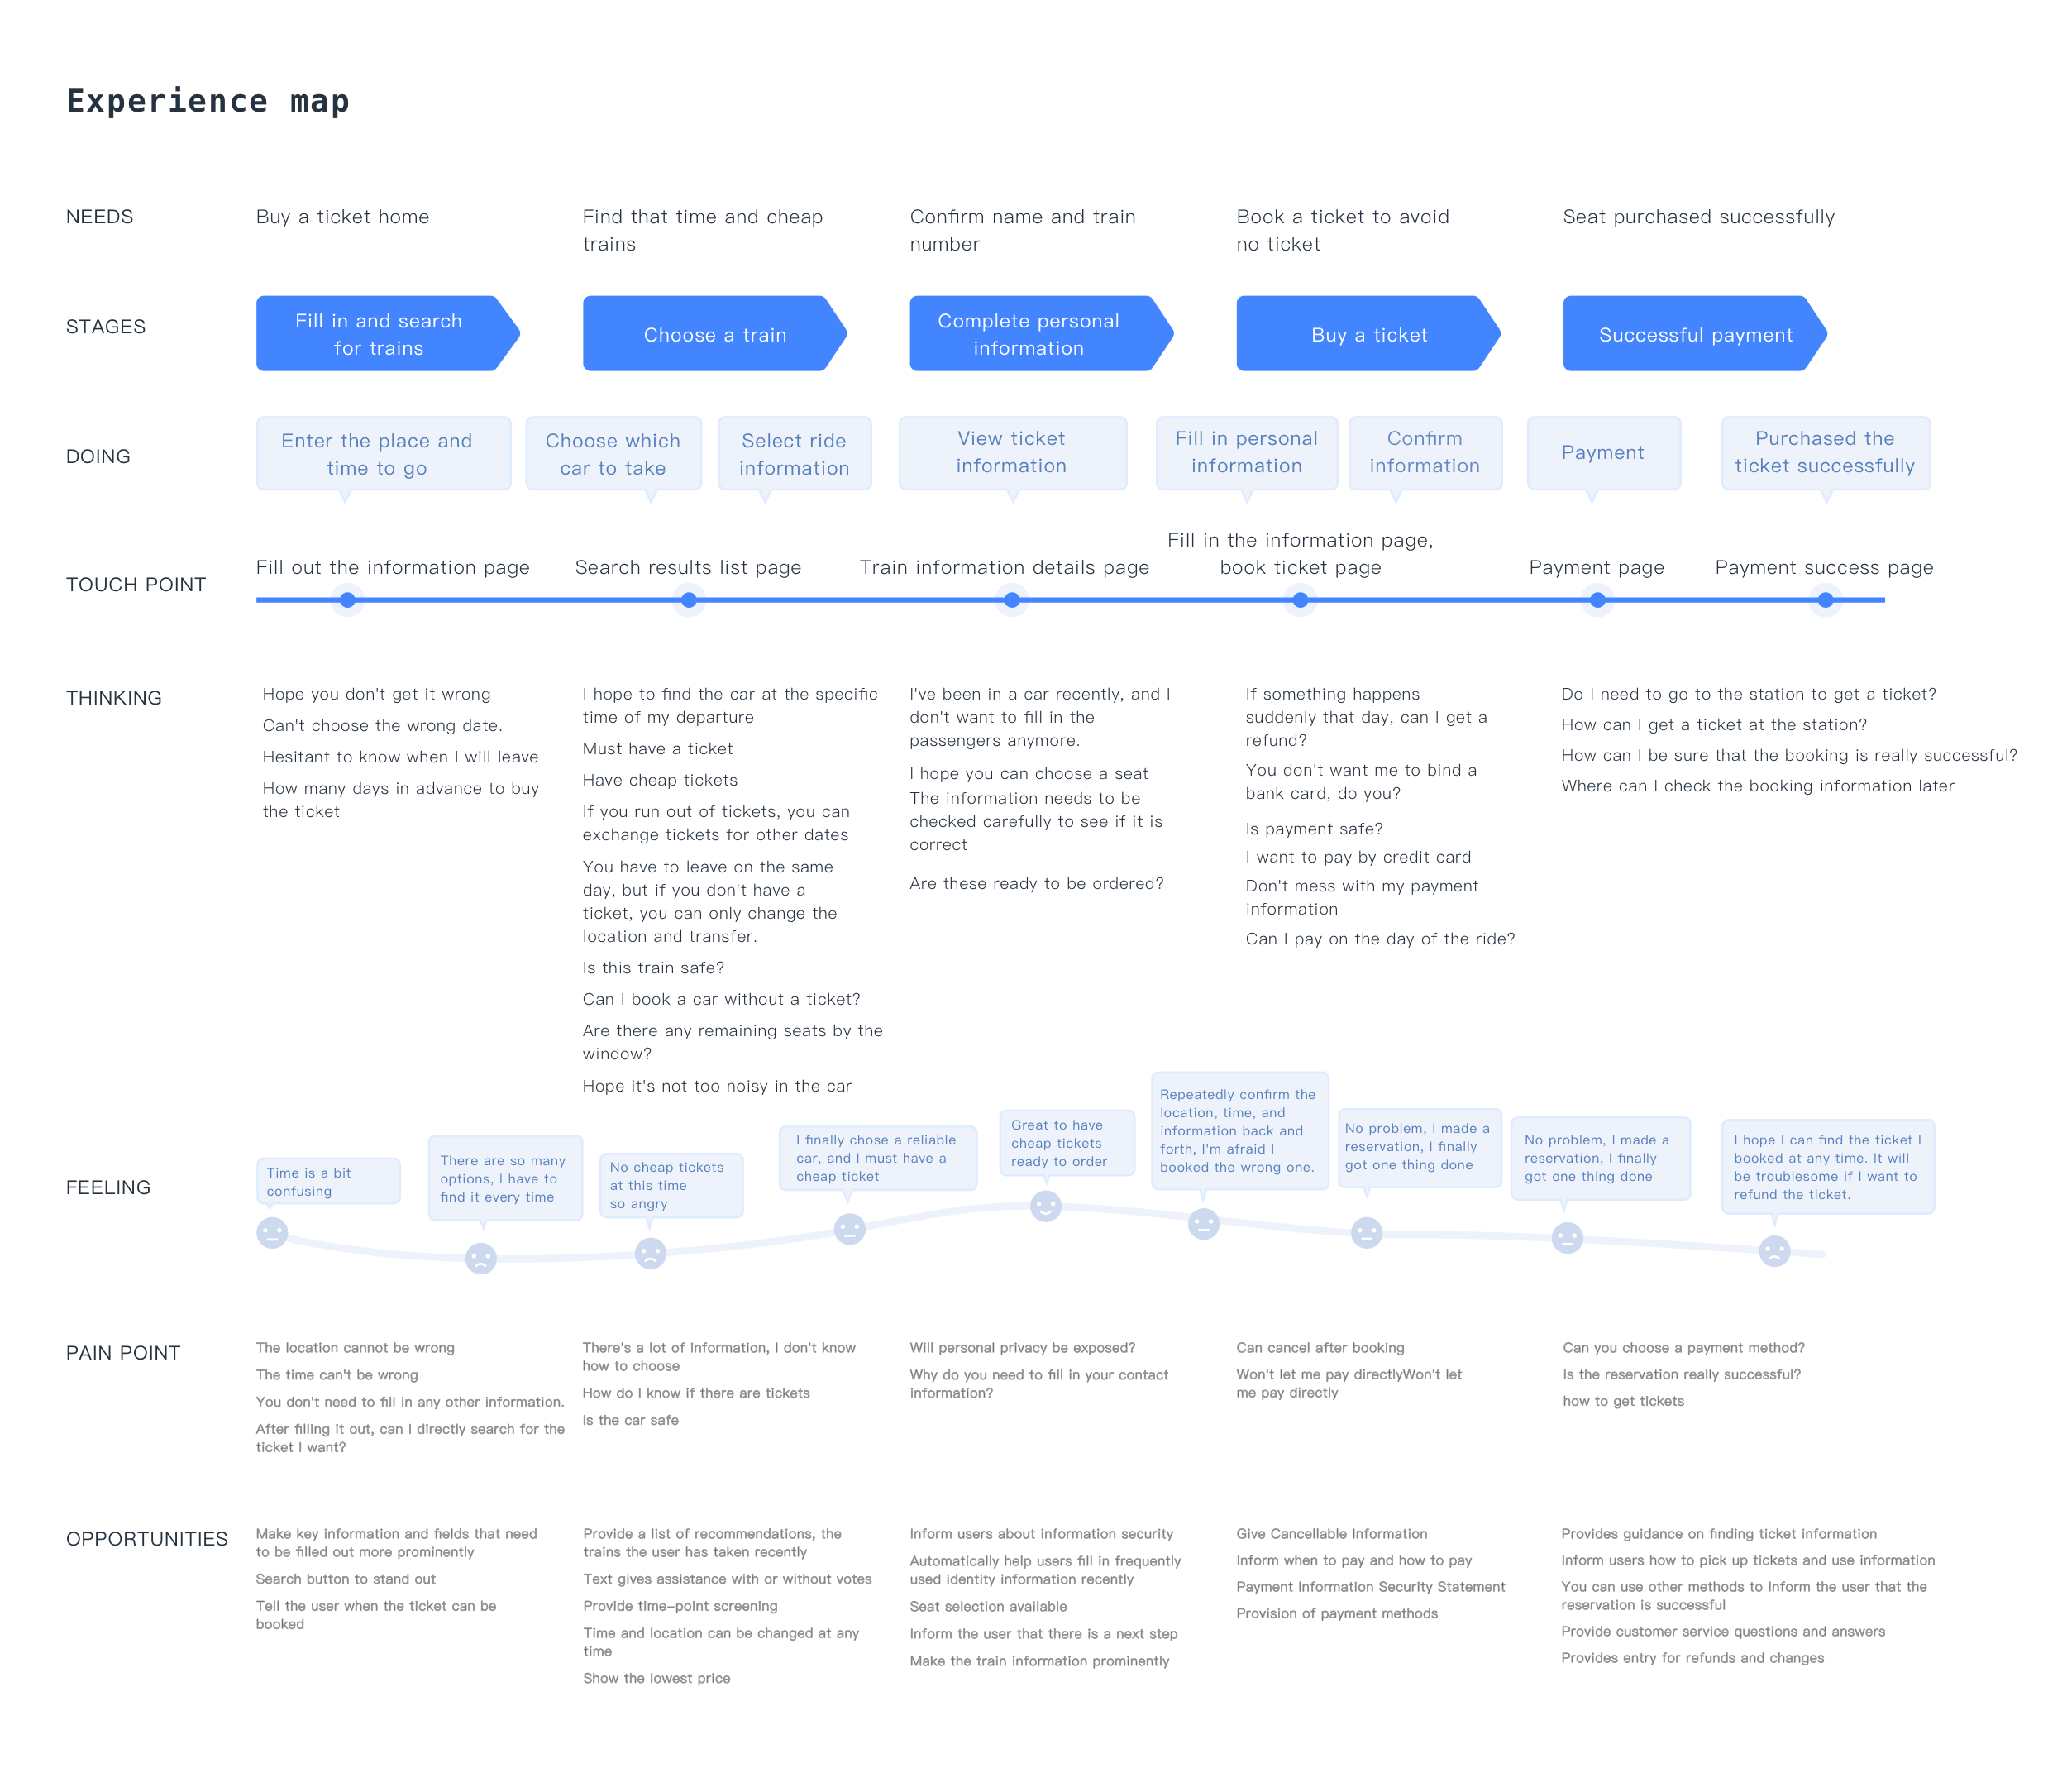 Experience map
NEEDS
Buy a ticket home
Find that time and cheap
trains
Confirm name and train
number
Book a ticket to avoid
no ticket
Seat purchased successfully
STAGES
Fill in and search
for trains
Choose a train
Complete personal
information
Buy a ticket
Successful payment
DOING
Enter the place and
time to go
Choose which
car to take
Select ride
information
View ticket
information
Fill in personal
information
Confirm
information
Payment
Purchased the
ticket successfully
TOUCH POINT
Fill out the information page
Search results list page
Train information details page
Fill in the information page,
book ticket page
Payment page
Payment success page
THINKING
Hope you don't get it wrong
Can't choose the wrong date.
Hesitant to know when I will leave
How many days in advance to buy
the ticket
I hope to find the car at the specific
time of my departure
Must have a ticket
Have cheap tickets
If you run out of tickets, you can
exchange tickets for other dates
You have to leave on the same
day, but if you don't have a
ticket, you can only change the
location and transfer.
Is this train safe?
Can I book a car without a ticket?
Are there any remaining seats by the
window?
Hope it's not too noisy in the car
I've been in a car recently, and I
don't want to fill in the
passengers anymore.
I hope you can choose a seat
The information needs to be
checked carefully to see if it is
correct
Are these ready to be ordered?
If something happens
suddenly that day, can I get a
refund?
You don't want me to bind a
bank card, do you?
Is payment safe?
I want to pay by credit card
Don't mess with my payment
information
Can I pay on the day of the ride?
Do I need to go to the station to get a ticket?
How can I get a ticket at the station?
How can I be sure that the booking is really successful?
Where can I check the booking information later
FEELING
Time is a bit
confusing
There are so many
options, I have to
find it every time
No cheap tickets
at this time
so angry
I finally chose a reliable
car, and I must have a
cheap ticket
Great to have
cheap tickets
ready to order
Repeatedly confirm the
location, time, and
information back and
forth, I'm afraid I
booked the wrong one.
No problem, I made a
reservation, I finally
got one thing done
No problem, I made a
reservation, I finally
got one thing done
I hope I can find the ticket I
booked at any time. It will
be troublesome if I want to
refund the ticket.
PAIN POINT
The location cannot be wrong
The time can't be wrong
You don't need to fill in any other information.
After filling it out, can I directly search for the
ticket I want?
There's a lot of information, I don't know
how to choose
How do I know if there are tickets
Is the car safe
Will personal privacy be exposed?
Why do you need to fill in your contact
information?
Can cancel after booking
Won't let me pay directlyWon't let
me pay directly
Can you choose a payment method?
Is the reservation really successful?
how to get tickets
OPPORTUNITIES
Make key information and fields that need
to be filled out more prominently
Search button to stand out
Tell the user when the ticket can be
booked
Provide a list of recommendations, the
trains the user has taken recently
Text gives assistance with or without votes
Provide time-point screening
Time and location can be changed at any
time
Show the lowest price
Inform users about information security
Automatically help users fill in frequently
used identity information recently
Seat selection available
Inform the user that there is a next step
Make the train information prominently
Give Cancellable Information
Inform when to pay and how to pay
Payment Information Security Statement
Provision of payment methods
Provides guidance on finding ticket information
Inform users how to pick up tickets and use information
You can use other methods to inform the user that the
reservation is successful
Provide customer service questions and answers
Provides entry for refunds and changes